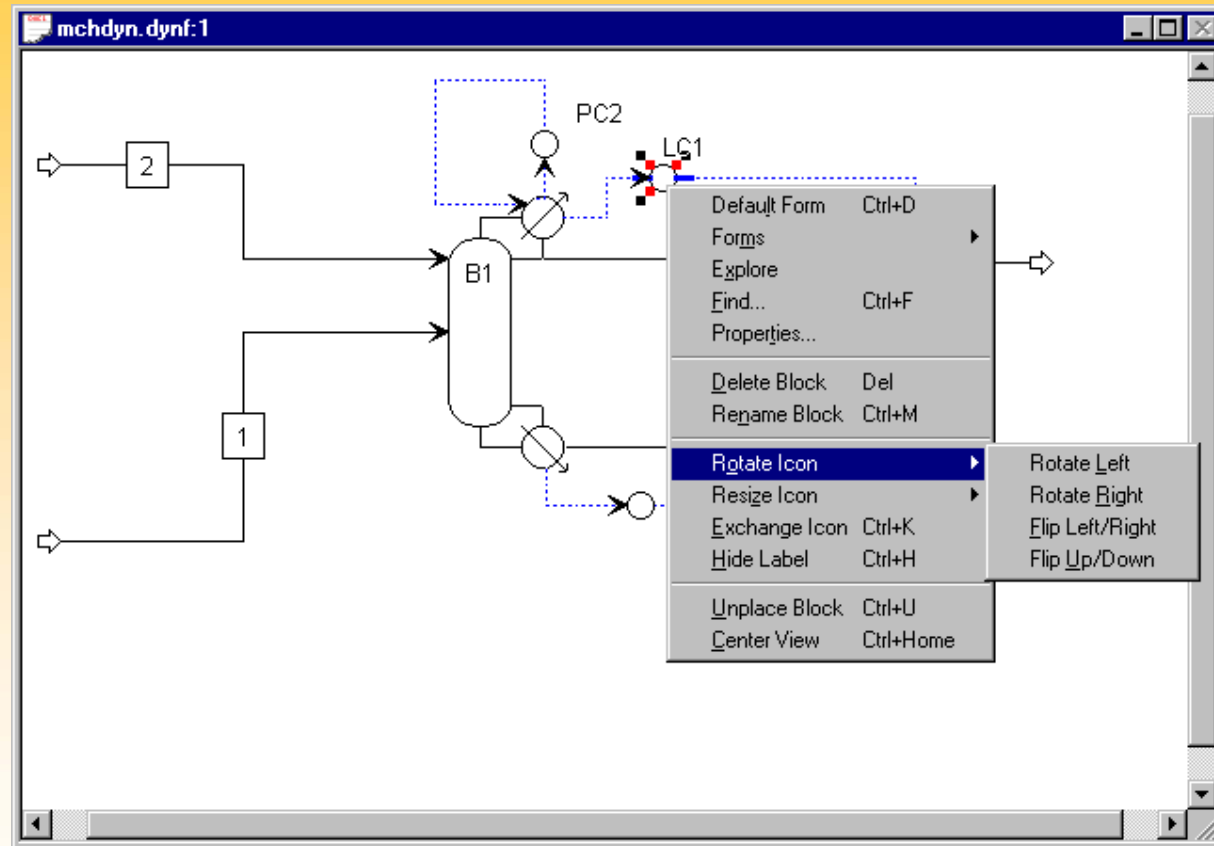 mchdyn.dynf:1
PC2
LC1
2
B1
1
Default Form Ctrl+D
Forms
Explore
Find... Ctrl+F
Properties...
Delete Block Del
Rename Block Ctrl+M
Rotate Icon
Resize Icon
Exchange Icon Ctrl+K
Hide Label Ctrl+H
Unplace Block Ctrl+U
Center View Ctrl+Home
Rotate Left
Rotate Right
Flip Left/Right
Flip Up/Down